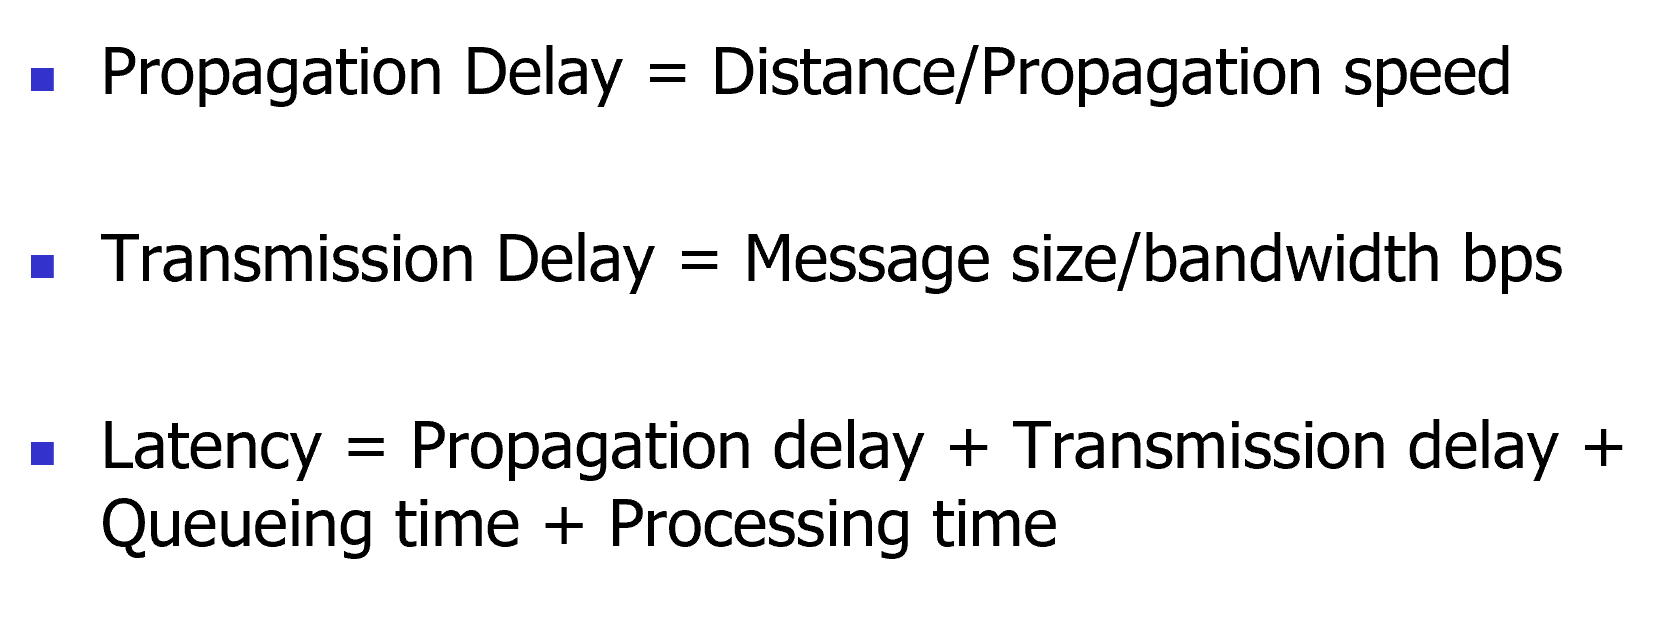 Propagation Delay = Distance/Propagation speed
Transmission Delay = Message size/bandwidth bps
Latency = Propagation delay + Transmission delay +
Queueing time + Processing time